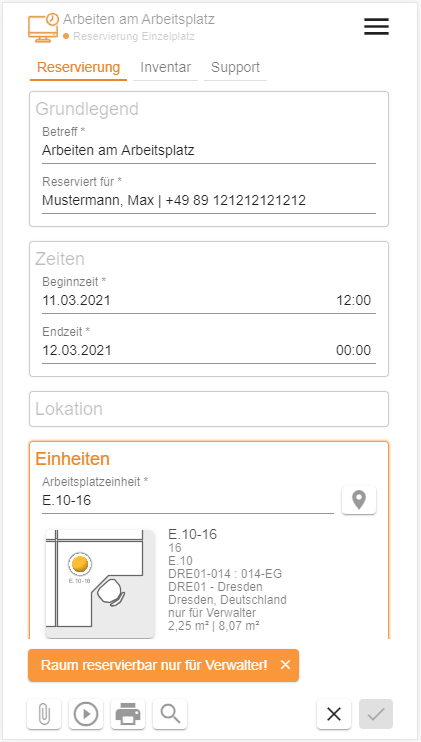 Arbeiten am Arbeitsplatz
Reservierung Einzelplatz
Reservierung Inventar Support
Grundlegend
Betreff *
Arbeiten am Arbeitsplatz
Reserviert für *
Mustermann, Max | +49 89 121212121212
Zeiten
Beginnzeit *
11.03.2021 12:00
Endzeit *
12.03.2021 00:00
Lokation
Einheiten
Arbeitsplatzeinheit *
E.10-16
E. 10-16
E.10-16
16
E.10
DRE01-014 : 014-EG
DRE01 - Dresden
Dresden, Deutschland
nur für Verwalter
2,25 m² | 8,07 m²
Raum reservierbar nur für Verwalter! ×